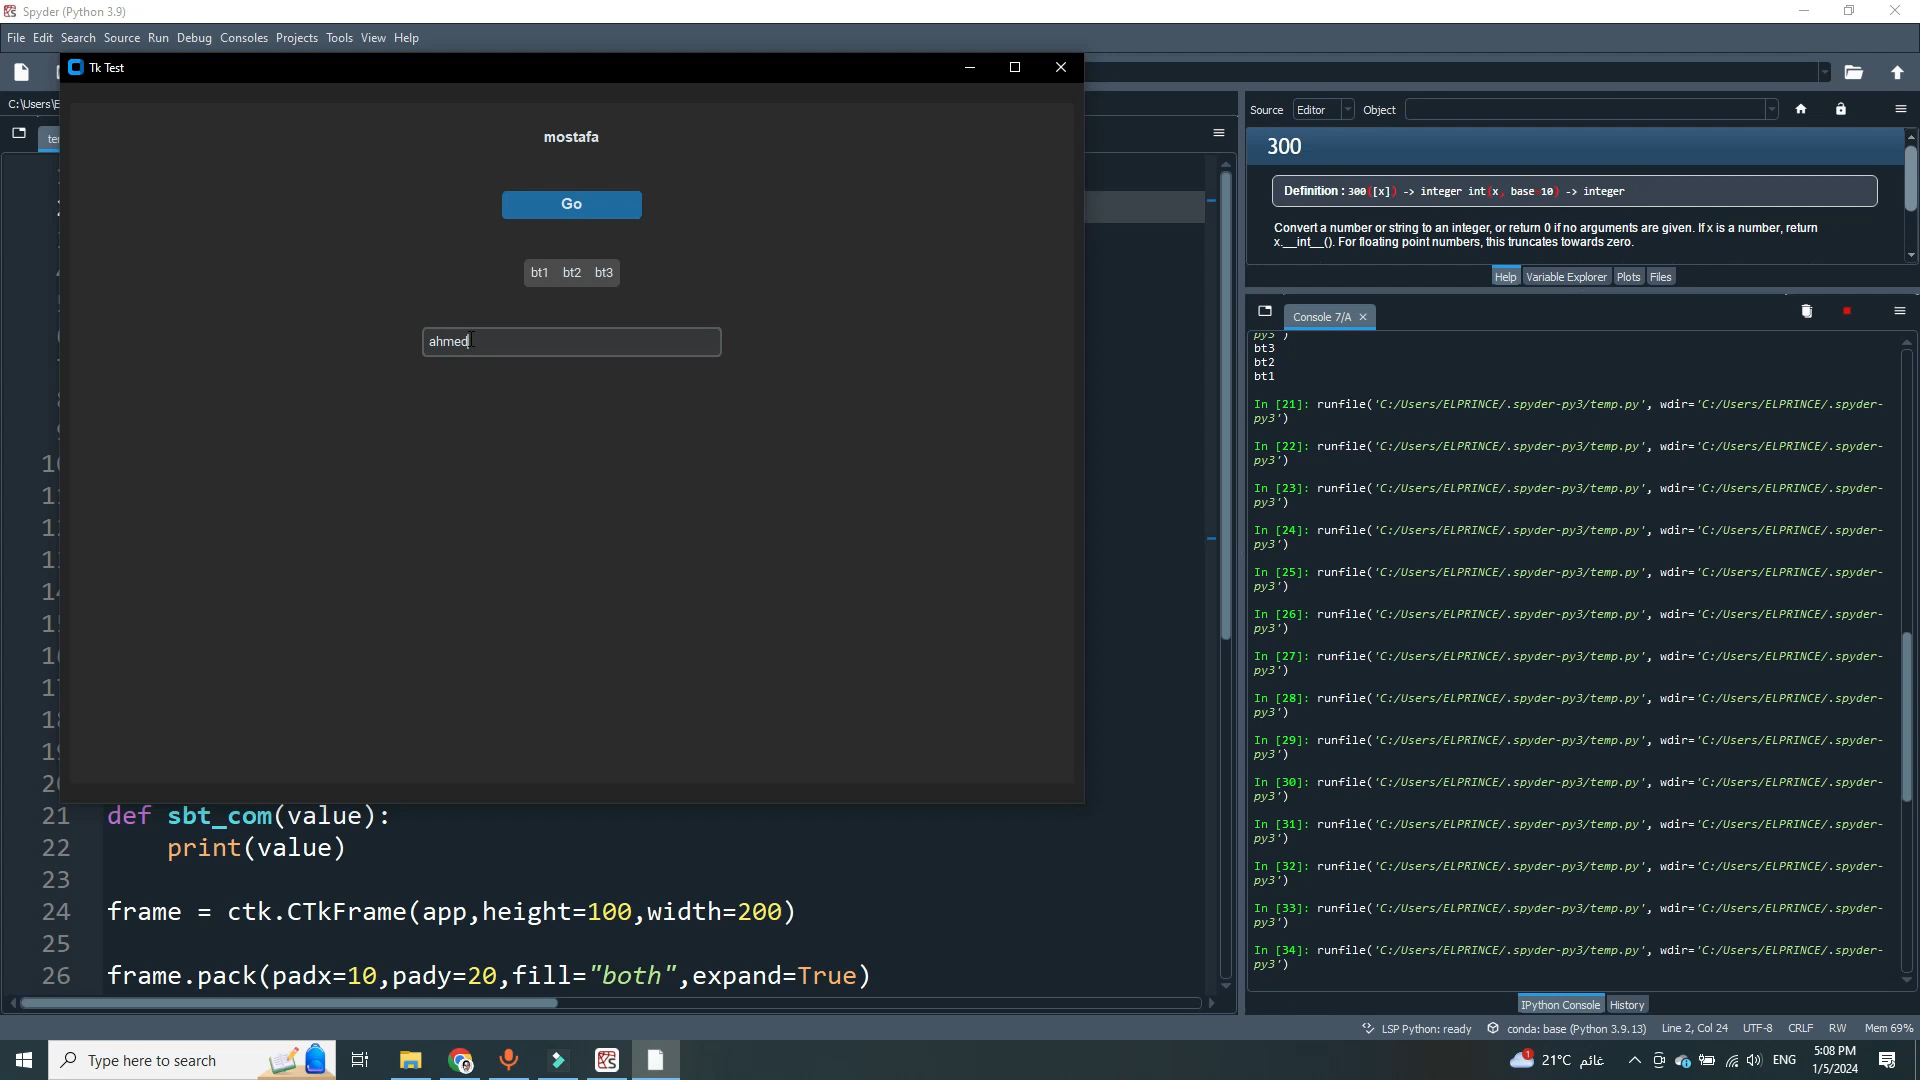 Spyder (Python 3.9)
File Edit Search Source Run Debug Consoles Projects Tools View Help
Tk Test
C:\Users\E
mostafa
Go
bt1 bt2 bt3
ahmed
21 def sbt_com(value):
22 print(value)
23
24 frame = ctk.CTkFrame(app,height=100,width=200)
25
26 frame.pack(padx=10,pady=20,fill="both",expand=True)
Source Editor Object
300
Definition : 300([x]) -> integer int(x, base=10) -> integer
Convert a number or string to an integer, or return 0 if no arguments are given. If x is a number, return
x.__int__(). For floating point numbers, this truncates towards zero.
Help Variable Explorer Plots Files
Console 7/A
py3')
bt3
bt2
bt1
In [21]: runfile('C:/Users/ELPRINCE/.spyder-py3/temp.py', wdir='C:/Users/ELPRINCE/.spyder-
py3')
In [22]: runfile('C:/Users/ELPRINCE/.spyder-py3/temp.py', wdir='C:/Users/ELPRINCE/.spyder-
py3')
In [23]: runfile('C:/Users/ELPRINCE/.spyder-py3/temp.py', wdir='C:/Users/ELPRINCE/.spyder-
py3')
In [24]: runfile('C:/Users/ELPRINCE/.spyder-py3/temp.py', wdir='C:/Users/ELPRINCE/.spyder-
py3')
In [25]: runfile('C:/Users/ELPRINCE/.spyder-py3/temp.py', wdir='C:/Users/ELPRINCE/.spyder-
py3')
In [26]: runfile('C:/Users/ELPRINCE/.spyder-py3/temp.py', wdir='C:/Users/ELPRINCE/.spyder-
py3')
In [27]: runfile('C:/Users/ELPRINCE/.spyder-py3/temp.py', wdir='C:/Users/ELPRINCE/.spyder-
py3')
In [28]: runfile('C:/Users/ELPRINCE/.spyder-py3/temp.py', wdir='C:/Users/ELPRINCE/.spyder-
py3')
In [29]: runfile('C:/Users/ELPRINCE/.spyder-py3/temp.py', wdir='C:/Users/ELPRINCE/.spyder-
py3')
In [30]: runfile('C:/Users/ELPRINCE/.spyder-py3/temp.py', wdir='C:/Users/ELPRINCE/.spyder-
py3')
In [31]: runfile('C:/Users/ELPRINCE/.spyder-py3/temp.py', wdir='C:/Users/ELPRINCE/.spyder-
py3')
In [32]: runfile('C:/Users/ELPRINCE/.spyder-py3/temp.py', wdir='C:/Users/ELPRINCE/.spyder-
py3')
In [33]: runfile('C:/Users/ELPRINCE/.spyder-py3/temp.py', wdir='C:/Users/ELPRINCE/.spyder-
py3')
In [34]: runfile('C:/Users/ELPRINCE/.spyder-py3/temp.py', wdir='C:/Users/ELPRINCE/.spyder-
py3')
IPython Console History
LSP Python: ready conda: base (Python 3.9.13) Line 2, Col 24 UTF-8 CRLF RW Mem 69%
Type here to search
1 21°C غائم ENG 5:08 PM
1/5/2024